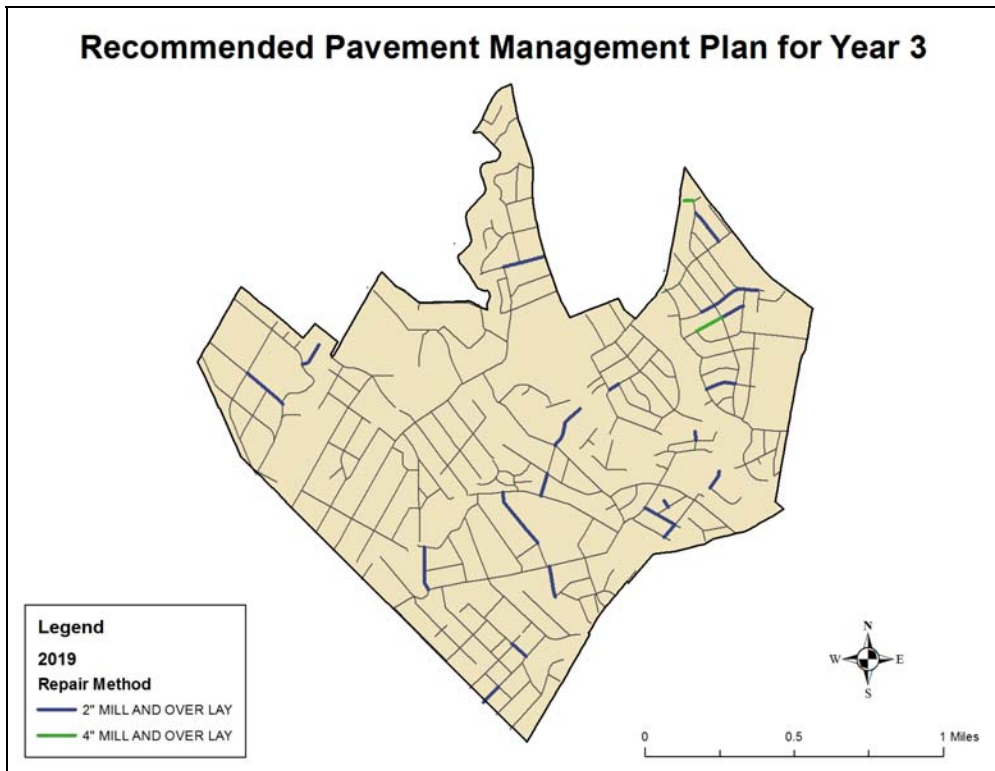 Recommended Pavement Management Plan for Year 3
Legend
2019
Repair Method
2" MILL AND OVER LAY
4" MILL AND OVER LAY
N
W E
S
0 0.5 1 Miles